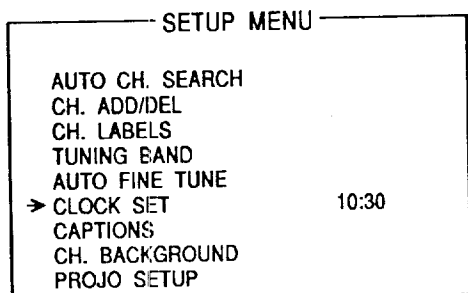 SETUP MENU
AUTO CH. SEARCH
CH. ADD/DEL
CH. LABELS
TUNING BAND
AUTO FINE TUNE
→ CLOCK SET 10:30
CAPTIONS
CH. BACKGROUND
PROJO SETUP